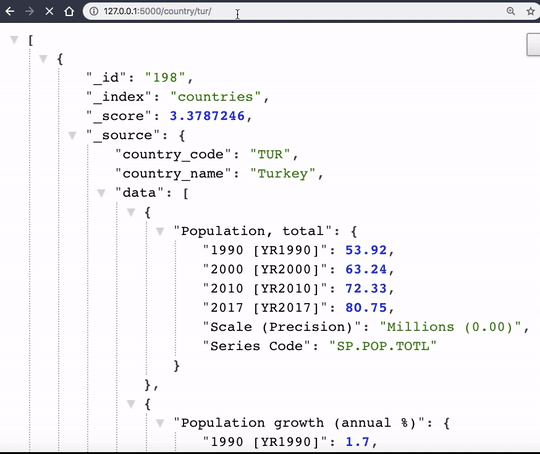 127.0.0.1:5000/country/tur/
[
{
"_id": "198",
"_index": "countries",
"_score": 3.3787246,
"_source": {
"country_code": "TUR",
"country_name": "Turkey",
"data": [
{
"Population, total": {
"1990 [YR1990]": 53.92,
"2000 [YR2000]": 63.24,
"2010 [YR2010]": 72.33,
"2017 [YR2017]": 80.75,
"Scale (Precision)": "Millions (0.00)",
"Series Code": "SP.POP.TOTL"
}
},
{
"Population growth (annual %)": {
"1990 [YR1990]": 1.7,